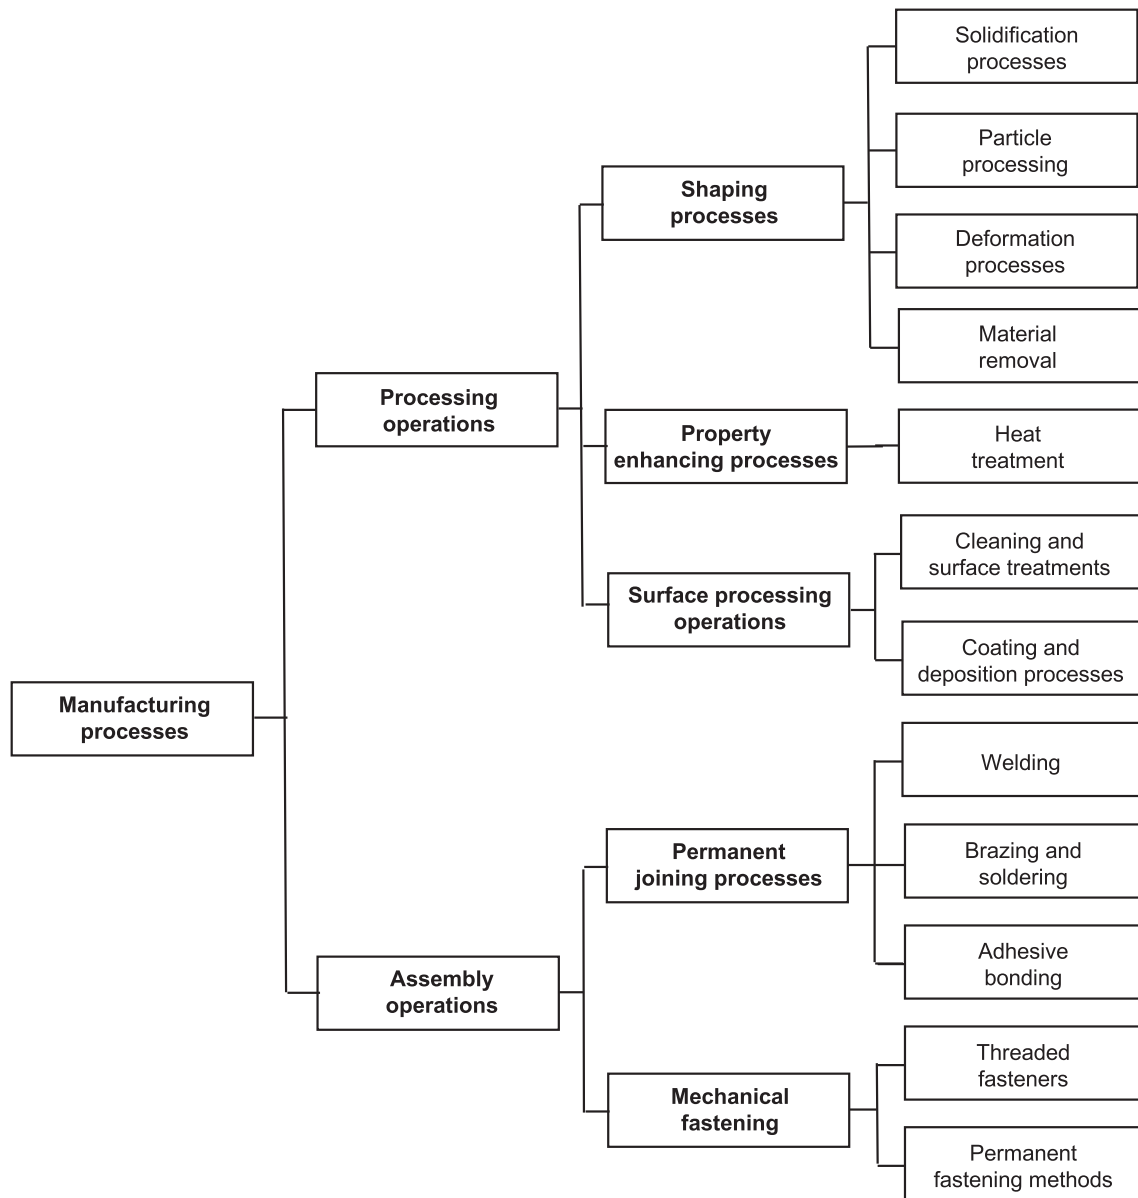 Solidification
processes
Particle
processing
Shaping
processes
Deformation
processes
Material
removal
Processing
operations
Property
enhancing processes
Heat
treatment
Cleaning and
surface treatments
Surface processing
operations
Coating and
deposition processes
Manufacturing
processes
Welding
Permanent
joining processes
Brazing and
soldering
Adhesive
bonding
Assembly
operations
Threaded
fasteners
Mechanical
fastening
Permanent
fastening methods